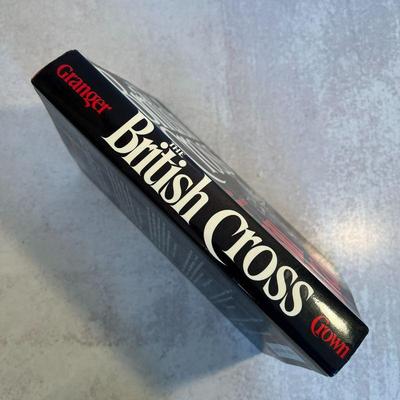 Granger
THE
British Cross
Crown